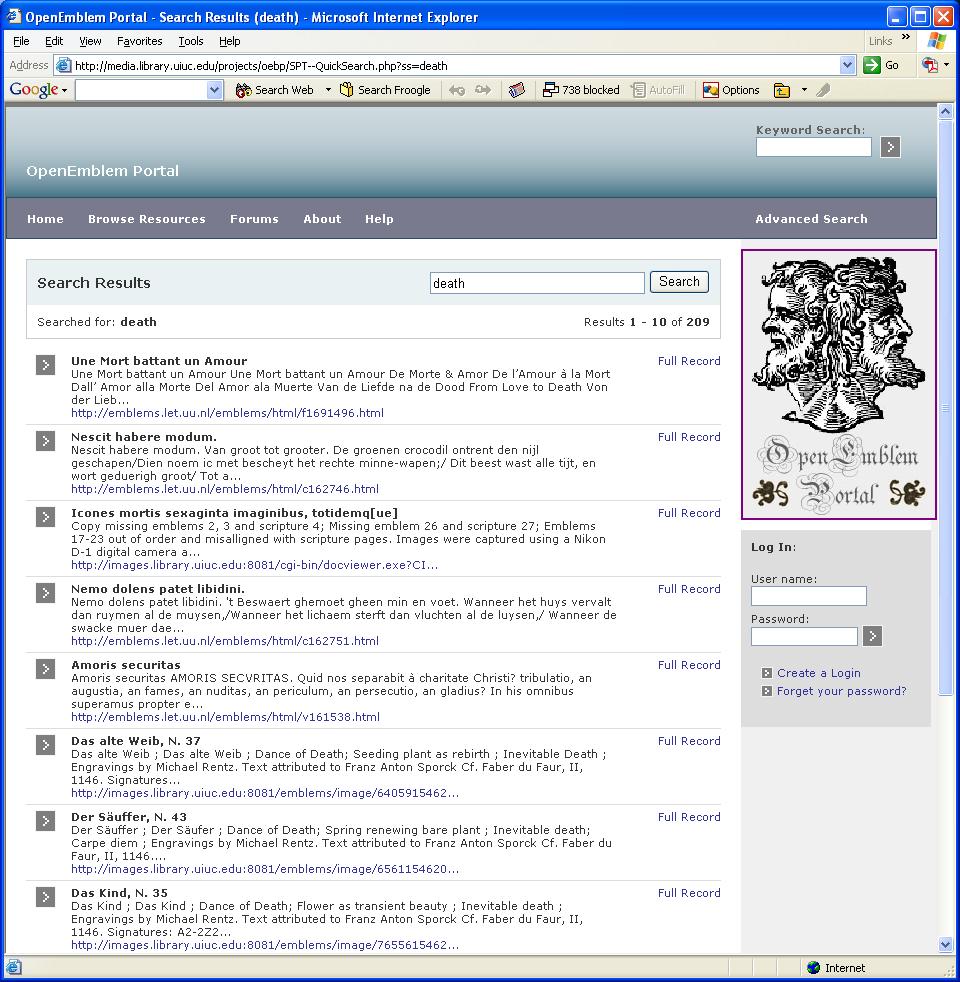 OpenEmblem Portal - Search Results (death) - Microsoft Internet Explorer
File Edit View Favorites Tools Help
Links »
Address http://media.library.uiuc.edu/projects/oebp/SPT--QuickSearch.php?ss=death Go
Google Search Web Search Froogle 738 blocked AutoFill Options
Keyword Search:
OpenEmblem Portal
Home Browse Resources Forums About Help Advanced Search
Search Results death Search
Searched for: death Results 1 - 10 of 209
Une Mort battant un Amour Full Record
Une Mort battant un Amour Une Mort battant un Amour De Morte & Amor De l'Amour à la Mort
Dall' Amor alla Morte Del Amor ala Muerte Van de Liefde na de Dood From Love to Death Von
der Lieb...
http://emblems.let.uu.nl/emblems/html/f1691496.html
Nescit habere modum. Full Record
Nescit habere modum. Van groot tot grooter. De groenen crocodil ontrent den nijl
geschapen/Dien noem ic met bescheyt het rechte minne-wapen;/ Dit beest wast alle tijt, en
wort geduerigh groot/ Tot a...
http://emblems.let.uu.nl/emblems/html/c162746.html
Icones mortis sexaginta imaginibus, totidemq[ue] Full Record
Copy missing emblems 2, 3 and scripture 4; Missing emblem 26 and scripture 27; Emblems
17-23 out of order and misalligned with scripture pages. Images were captured using a Nikon
D-1 digital camera a...
http://images.library.uiuc.edu:8081/cgi-bin/docviewer.exe?CI...
Nemo dolens patet libidini. Full Record
Nemo dolens patet libidini. 't Beswaert ghemoet gheen min en voet. Wanneer het huys vervalt
dan ruymen al de muysen,/Wanneer het lichaem sterft dan vluchten al de luysen,/ Wanneer de
swacke muer dae...
http://emblems.let.uu.nl/emblems/html/c162751.html
Amoris securitas Full Record
Amoris securitas AMORIS SECVRITAS. Quid nos separabit à charitate Christi? tribulatio, an
augustia, an fames, an nuditas, an periculum, an persecutio, an gladius? In his omnibus
superamus propter e...
http://emblems.let.uu.nl/emblems/html/v161538.html
Das alte Weib, N. 37 Full Record
Das alte Weib ; Das alte Weib ; Dance of Death; Seeding plant as rebirth ; Inevitable Death ;
Engravings by Michael Rentz. Text attributed to Franz Anton Sporck Cf. Faber du Faur, II,
1146. Signatures...
http://images.library.uiuc.edu:8081/emblems/image/6405915462...
Der Säuffer, N. 43 Full Record
Der Säuffer ; Der Säufer ; Dance of Death; Spring renewing bare plant ; Inevitable death;
Carpe diem ; Engravings by Michael Rentz. Text attributed to Franz Anton Sporck Cf. Faber du
Faur, II, 1146....
http://images.library.uiuc.edu:8081/emblems/image/6561154620...
Das Kind, N. 35 Full Record
Das Kind ; Das Kind ; Dance of Death; Flower as transient beauty ; Inevitable death ;
Engravings by Michael Rentz. Text attributed to Franz Anton Sporck Cf. Faber du Faur, II,
1146. Signatures: A2-2Z2...
http://images.library.uiuc.edu:8081/emblems/image/7655615462...
Open Emblem
Portal
Log In:
User name:
Password:
Create a Login
Forget your password?
Internet